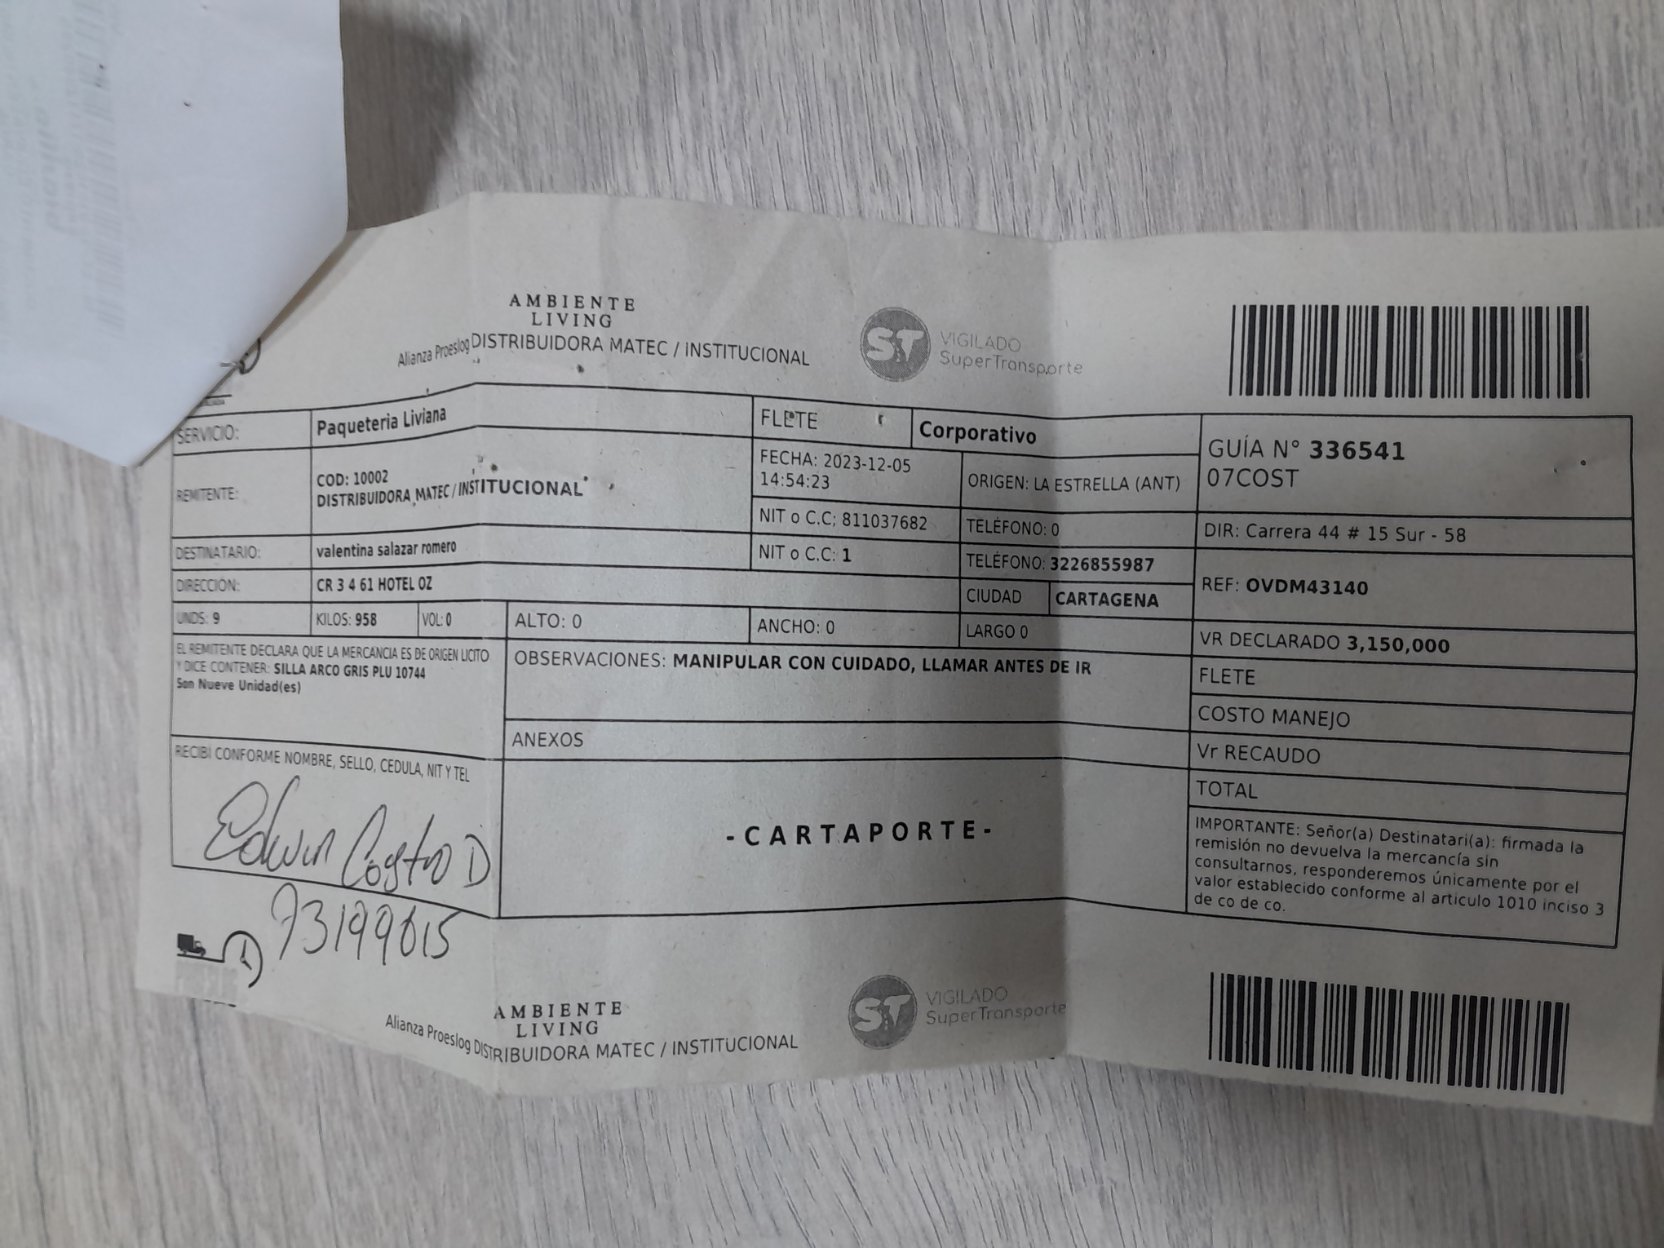 AMBIENTE
LIVING
Alianza Proeslog DISTRIBUIDORA MATEC / INSTITUCIONAL
ST VIGILADO
SuperTransporte
SERVICIO: Paqueteria Liviana
FLETE Corporativo
GUÍA N° 336541
07COST
REMITENTE: COD: 10002
DISTRIBUIDORA MATEC / INSTITUCIONAL
FECHA: 2023-12-05
14:54:23
ORIGEN: LA ESTRELLA (ANT)
NIT o C.C; 811037682
TELÉFONO: 0
DIR: Carrera 44 # 15 Sur - 58
DESTINATARIO: valentina salazar romero
NIT o C.C: 1
TELÉFONO: 3226855987
REF: OVDM43140
DIRECCION: CR 3 4 61 HOTEL OZ
CIUDAD CARTAGENA
UNDS: 9 KILOS: 958 VOL: 0 ALTO: 0 ANCHO: 0 LARGO 0
VR DECLARADO 3,150,000
EL REMITENTE DECLARA QUE LA MERCANCIA ES DE ORIGEN LICITO
Y DICE CONTENER: SILLA ARCO GRIS PLU 10744
Son Nueve Unidad(es)
OBSERVACIONES: MANIPULAR CON CUIDADO, LLAMAR ANTES DE IR
FLETE
COSTO MANEJO
ANEXOS
Vr RECAUDO
TOTAL
RECIBI CONFORME NOMBRE, SELLO, CEDULA, NIT Y TEL
Edwin Castro D
73199615
-CARTAPORTE-
IMPORTANTE: Señor(a) Destinatari(a): firmada la
remisión no devuelva la mercancía sin
consultarnos, responderemos únicamente por el
valor establecido conforme al artículo 1010 inciso 3
de co de co.
AMBIENTE
LIVING
Alianza Proeslog DISTRIBUIDORA MATEC / INSTITUCIONAL
ST VIGILADO
SuperTransporte